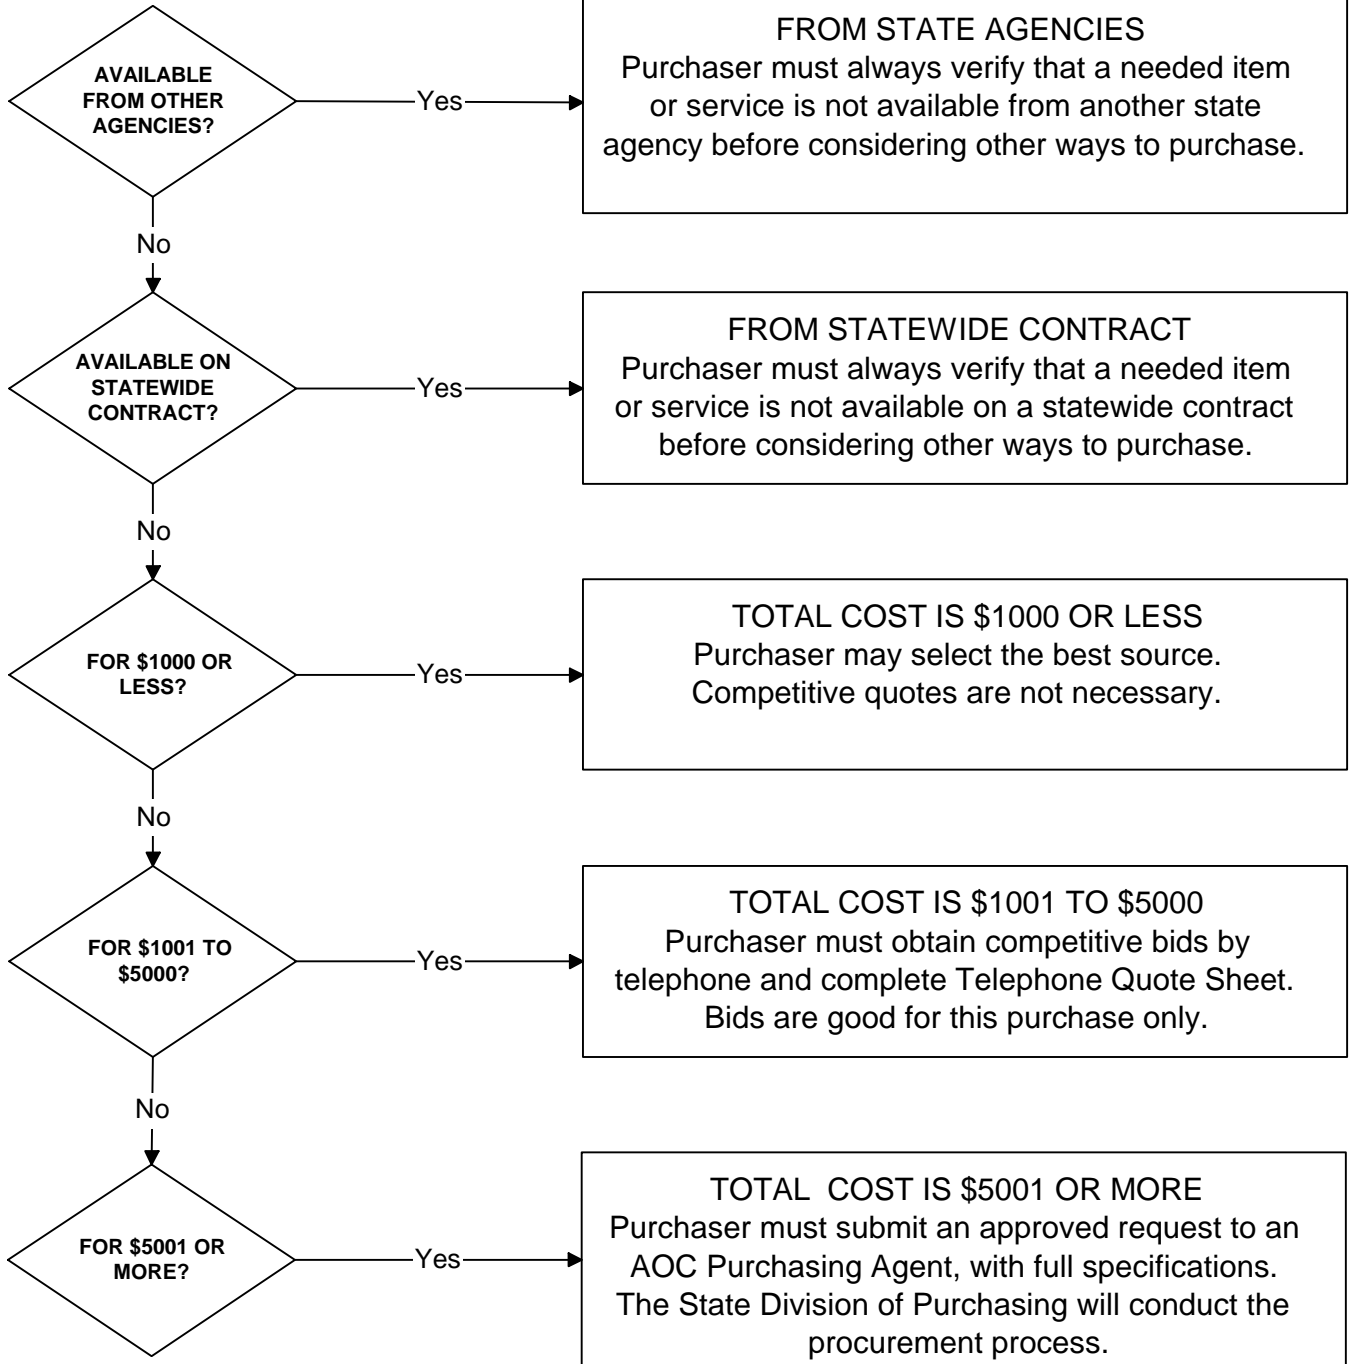 AVAILABLE
FROM OTHER
AGENCIES?
Yes
FROM STATE AGENCIES
Purchaser must always verify that a needed item
or service is not available from another state
agency before considering other ways to purchase.
No
AVAILABLE ON
STATEWIDE
CONTRACT?
Yes
FROM STATEWIDE CONTRACT
Purchaser must always verify that a needed item
or service is not available on a statewide contract
before considering other ways to purchase.
No
FOR $1000 OR
LESS?
Yes
TOTAL COST IS $1000 OR LESS
Purchaser may select the best source.
Competitive quotes are not necessary.
No
FOR $1001 TO
$5000?
Yes
TOTAL COST IS $1001 TO $5000
Purchaser must obtain competitive bids by
telephone and complete Telephone Quote Sheet.
Bids are good for this purchase only.
No
FOR $5001 OR
MORE?
Yes
TOTAL COST IS $5001 OR MORE
Purchaser must submit an approved request to an
AOC Purchasing Agent, with full specifications.
The State Division of Purchasing will conduct the
procurement process.